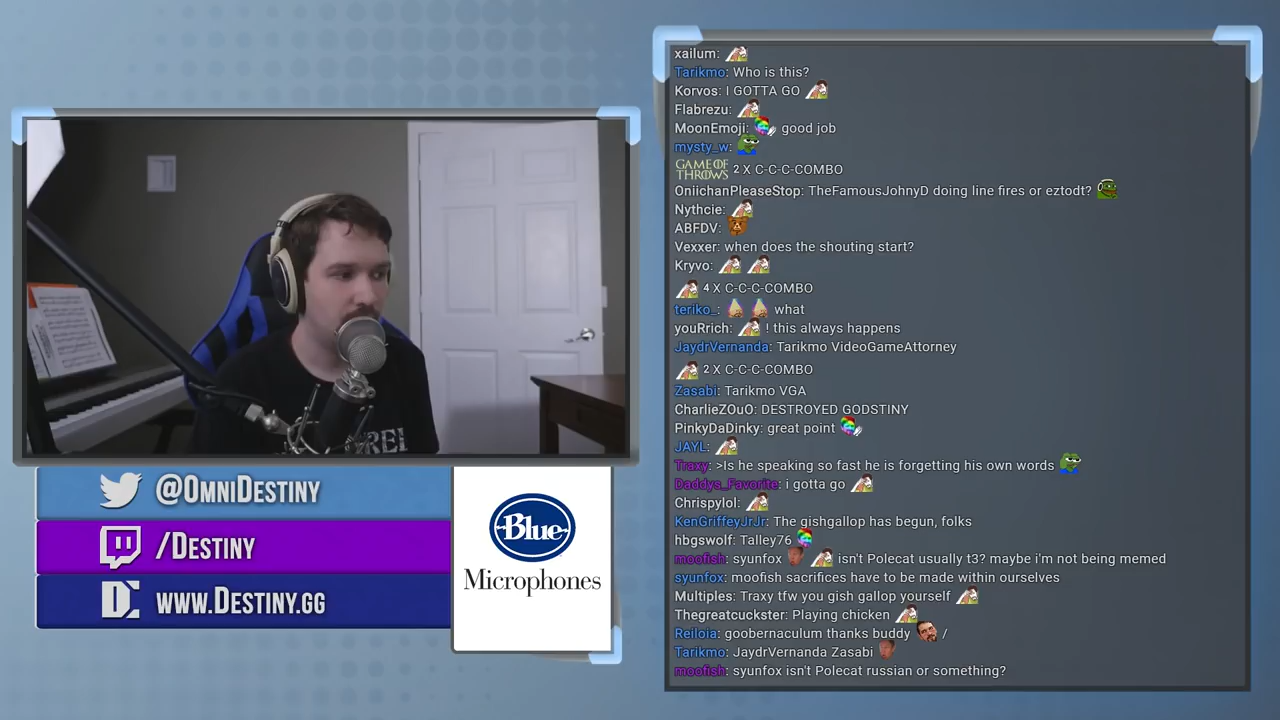 @OmniDestiny
/Destiny
www.Destiny.gg
Blue
Microphones
xailum:
Tarikmo: Who is this?
Korvos: I GOTTA GO
Flabrezu:
MoonEmoji: good job
mysty_w:
GAME OF THRONES 2 X C-C-C-COMBO
OniichanPleaseStop: TheFamousJohnyD doing line fires or eztodt?
Nythcie:
ABFDV:
Vexxer: when does the shouting start?
Kryvo:
4 X C-C-C-COMBO
teriko_: what
youRrich: ! this always happens
JaydrVernanda: Tarikmo VideoGameAttorney
2 X C-C-C-COMBO
Zasabi: Tarikmo VGA
CharlieZOuO: DESTROYED GODSTINY
PinkyDaDinky: great point
JAYL:
Traxy: >Is he speaking so fast he is forgetting his own words
Daddys_Favorite: i gotta go
Chrispylol:
KenGriffeyJrJr: The gishgallop has begun, folks
hbgswolf: Talley76
moofish: syunfox isn't Polecat usually t3? maybe i'm not being memed
syunfox: moofish sacrifices have to be made within ourselves
Multiples: Traxy tfw you gish gallop yourself
Thegreatcuckster: Playing chicken
Reiloia: goobernaculum thanks buddy /
Tarikmo: JaydrVernanda Zasabi
moofish: syunfox isn't Polecat russian or something?